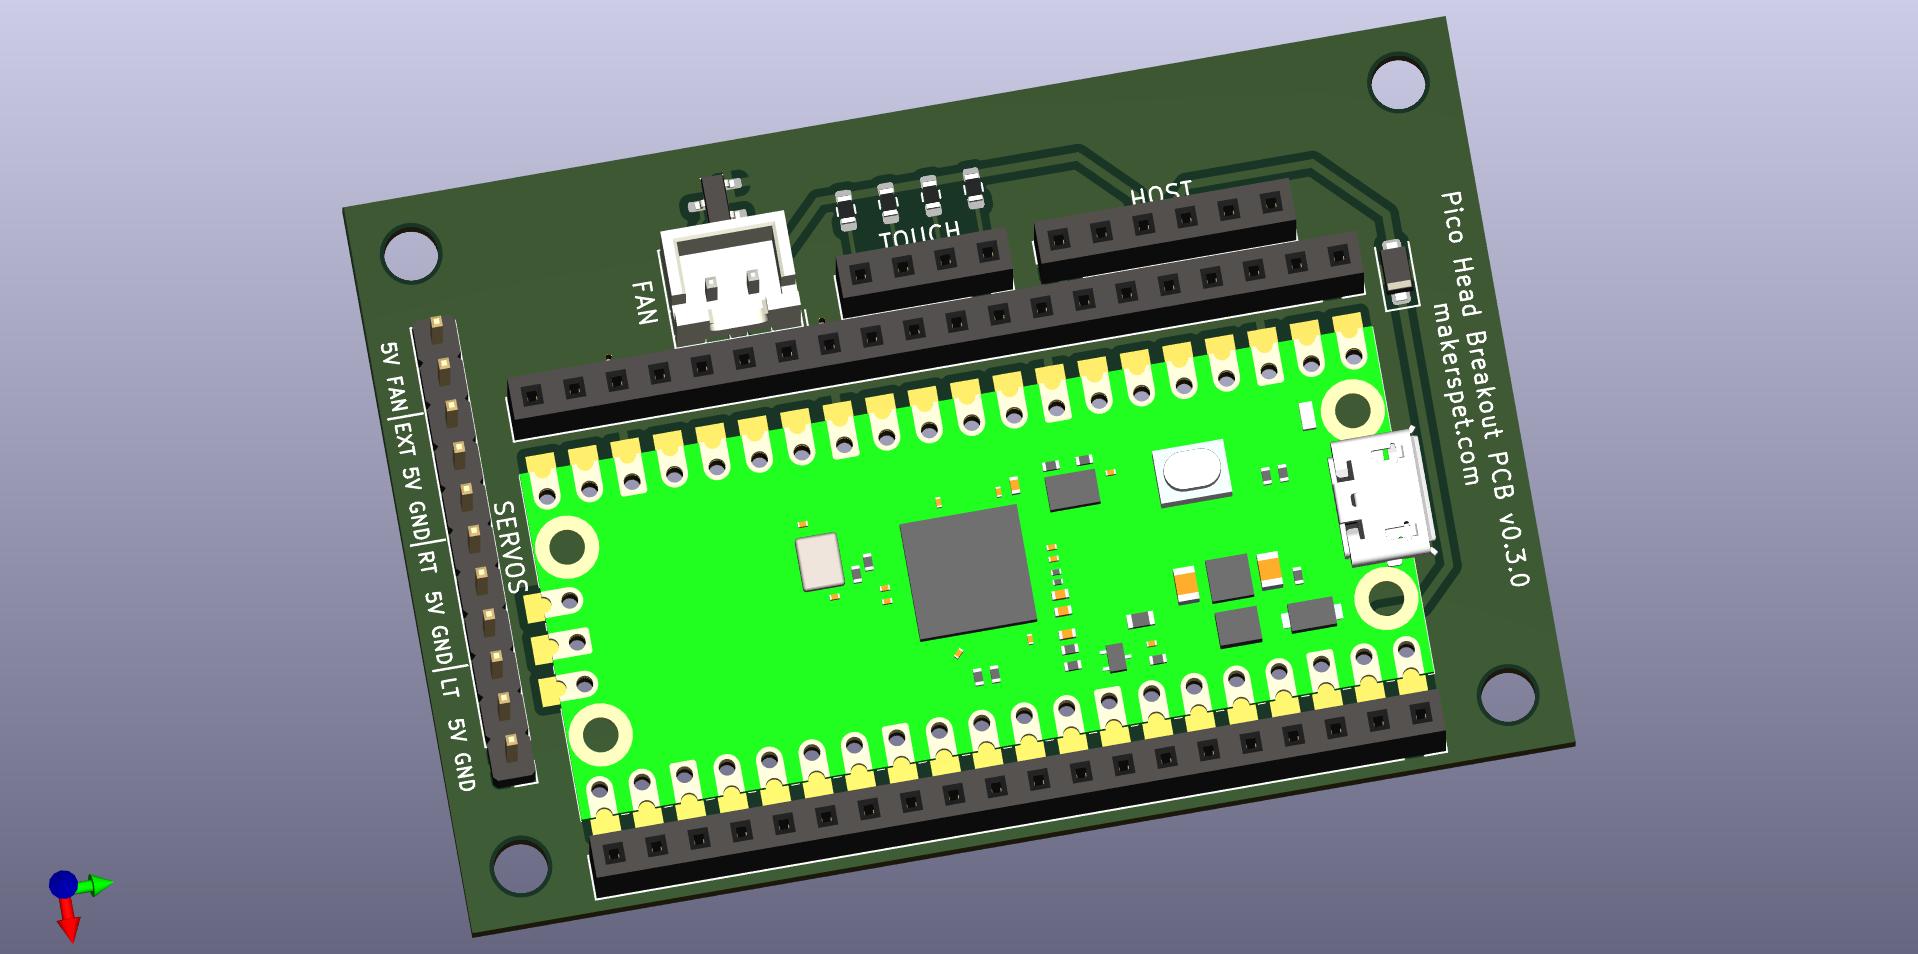 HOST
TOUCH
FAN
Pico Head Breakout PCB v0.3.0
makerspet.com
SERVOS
5V FAN|EXT 5V GND|RT 5V GND|LT 5V GND